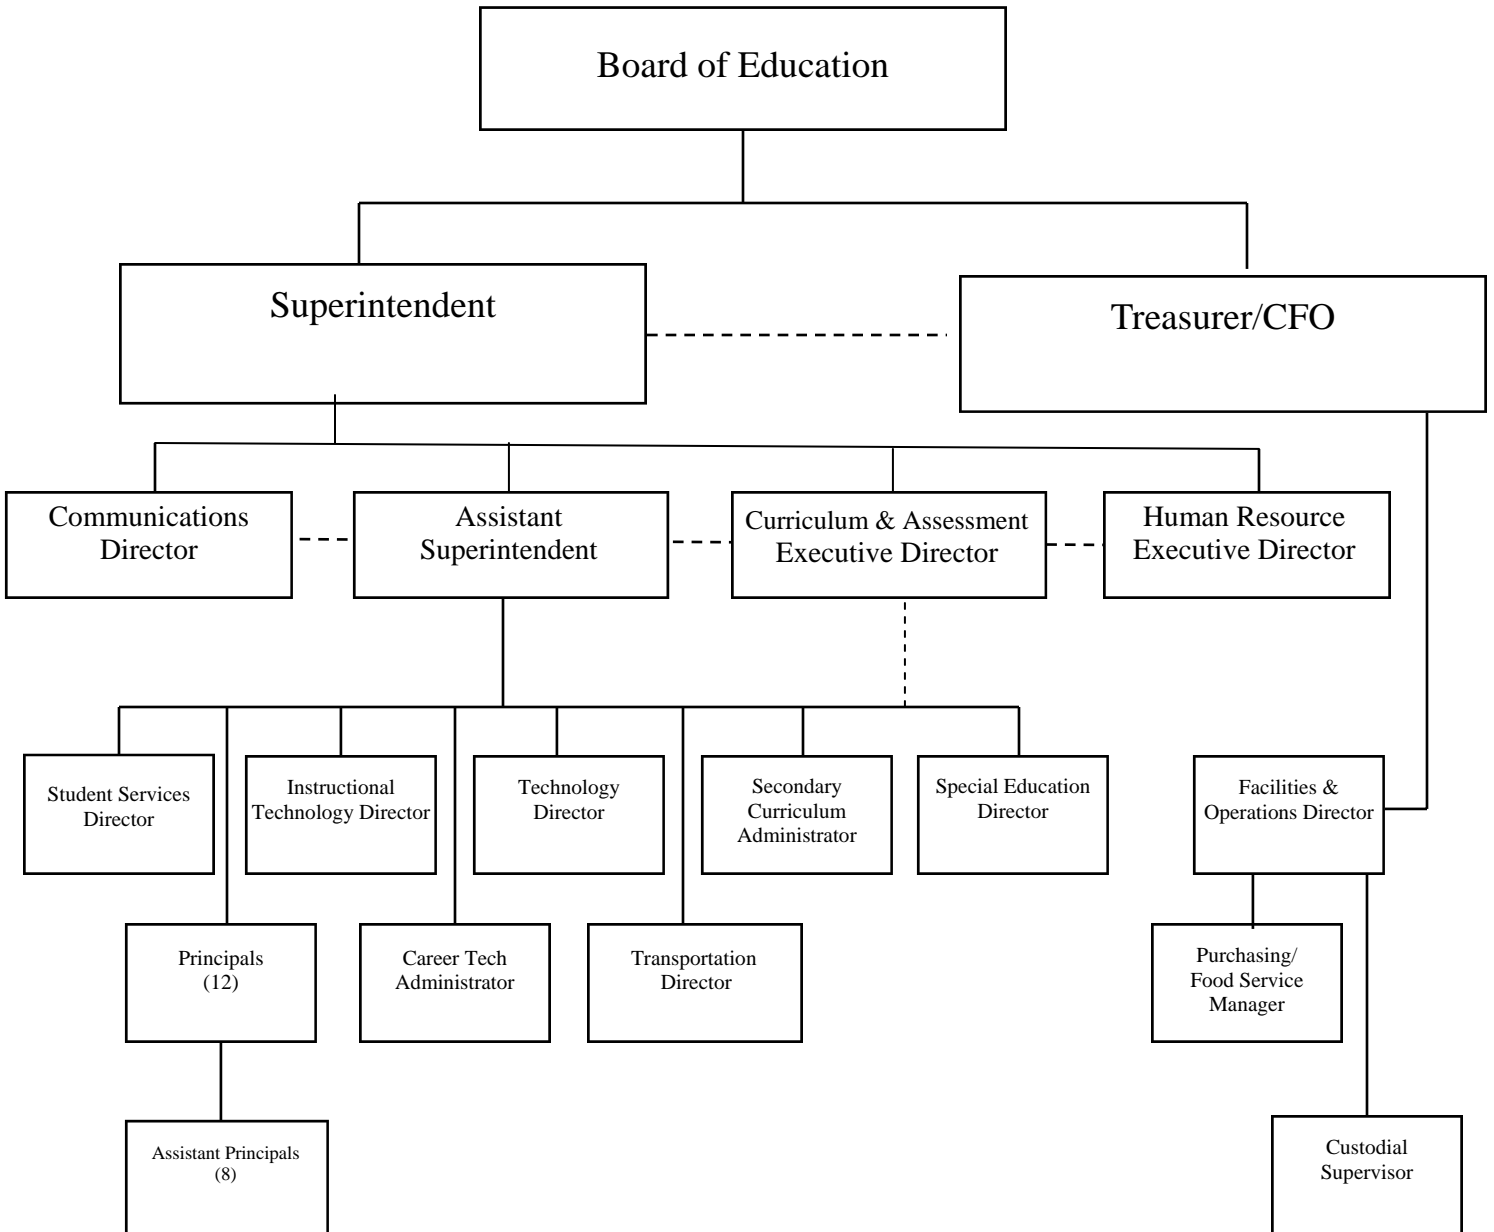 Board of Education
Superintendent
Treasurer/CFO
Communications
Director
Assistant
Superintendent
Curriculum & Assessment
Executive Director
Human Resource
Executive Director
Student Services
Director
Instructional
Technology Director
Technology
Director
Secondary
Curriculum
Administrator
Special Education
Director
Facilities &
Operations Director
Principals
(12)
Career Tech
Administrator
Transportation
Director
Purchasing/
Food Service
Manager
Assistant Principals
(8)
Custodial
Supervisor